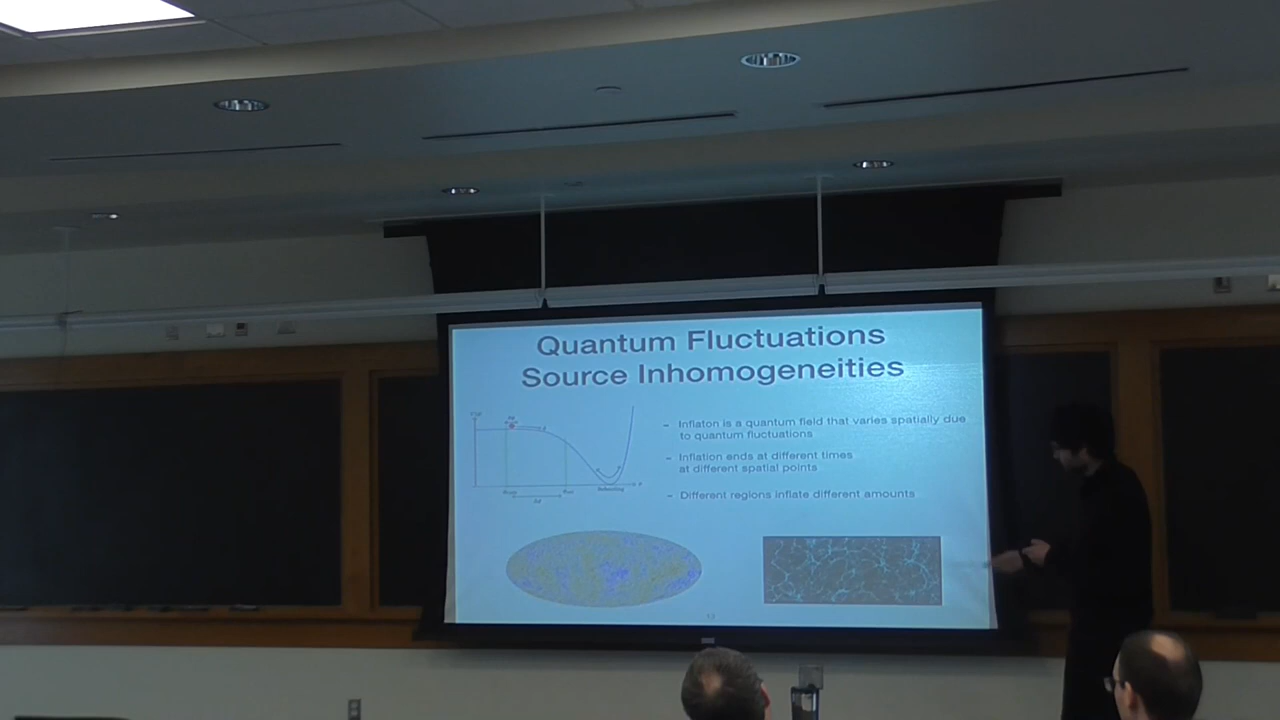 Quantum Fluctuations
Source Inhomogeneities
– Inflaton is a quantum field that varies spatially due
to quantum fluctuations
– Inflation ends at different times
at different spatial points
– Different regions inflate different amounts